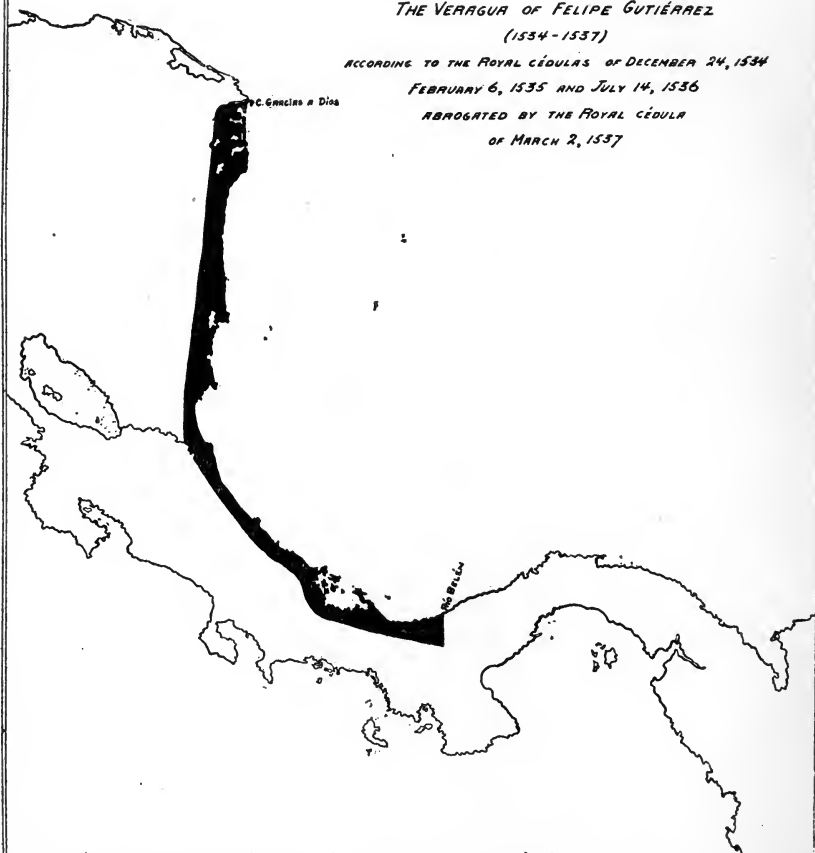 THE VERAGUA OF FELIPE GUTIÉRREZ
(1534-1537)
ACCORDING TO THE ROYAL CÉDULAS OF DECEMBER 24, 1534
FEBRUARY 6, 1535 AND JULY 14, 1536
ABROGATED BY THE ROYAL CÉDULA
OF MARCH 2, 1537
C. GRACIAS A DIOS
RÍO BELÉN